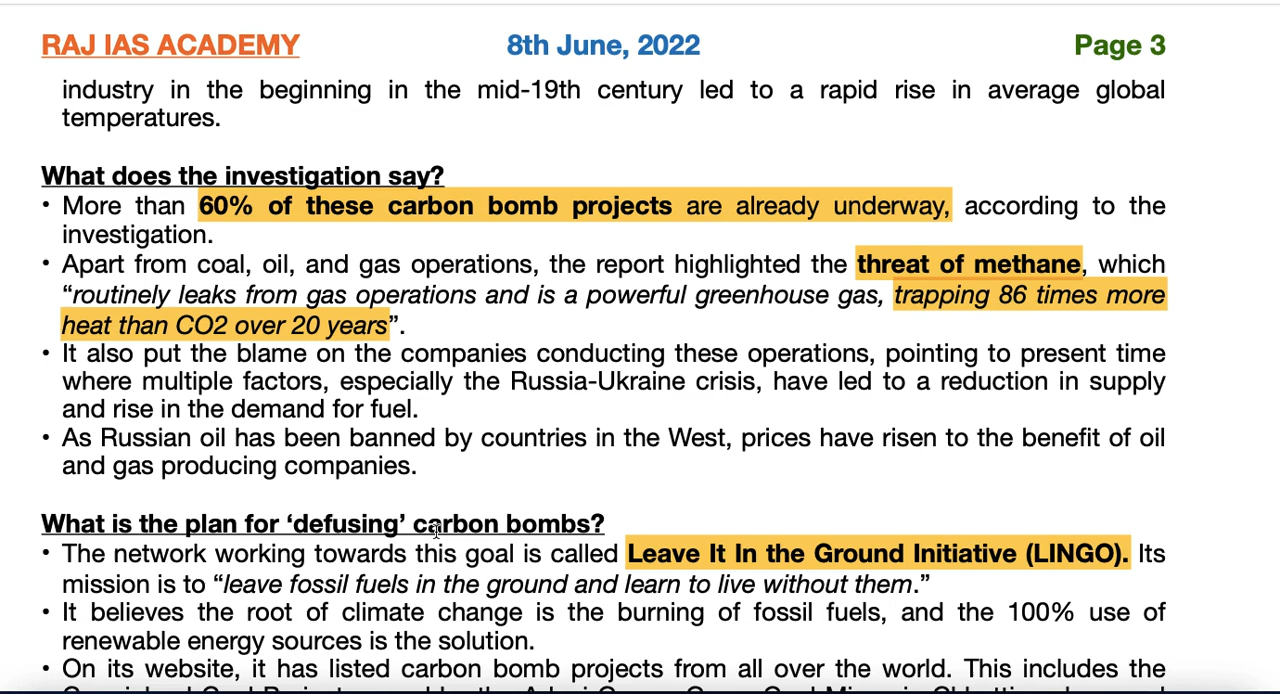 RAJ IAS ACADEMY 8th June, 2022 Page 3
industry in the beginning in the mid-19th century led to a rapid rise in average global
temperatures.
What does the investigation say?
• More than 60% of these carbon bomb projects are already underway, according to the
investigation.
• Apart from coal, oil, and gas operations, the report highlighted the threat of methane, which
“routinely leaks from gas operations and is a powerful greenhouse gas, trapping 86 times more
heat than CO2 over 20 years”.
• It also put the blame on the companies conducting these operations, pointing to present time
where multiple factors, especially the Russia-Ukraine crisis, have led to a reduction in supply
and rise in the demand for fuel.
• As Russian oil has been banned by countries in the West, prices have risen to the benefit of oil
and gas producing companies.
What is the plan for ‘defusing’ carbon bombs?
• The network working towards this goal is called Leave It In the Ground Initiative (LINGO). Its
mission is to “leave fossil fuels in the ground and learn to live without them.”
• It believes the root of climate change is the burning of fossil fuels, and the 100% use of
renewable energy sources is the solution.
• On its website, it has listed carbon bomb projects from all over the world. This includes the